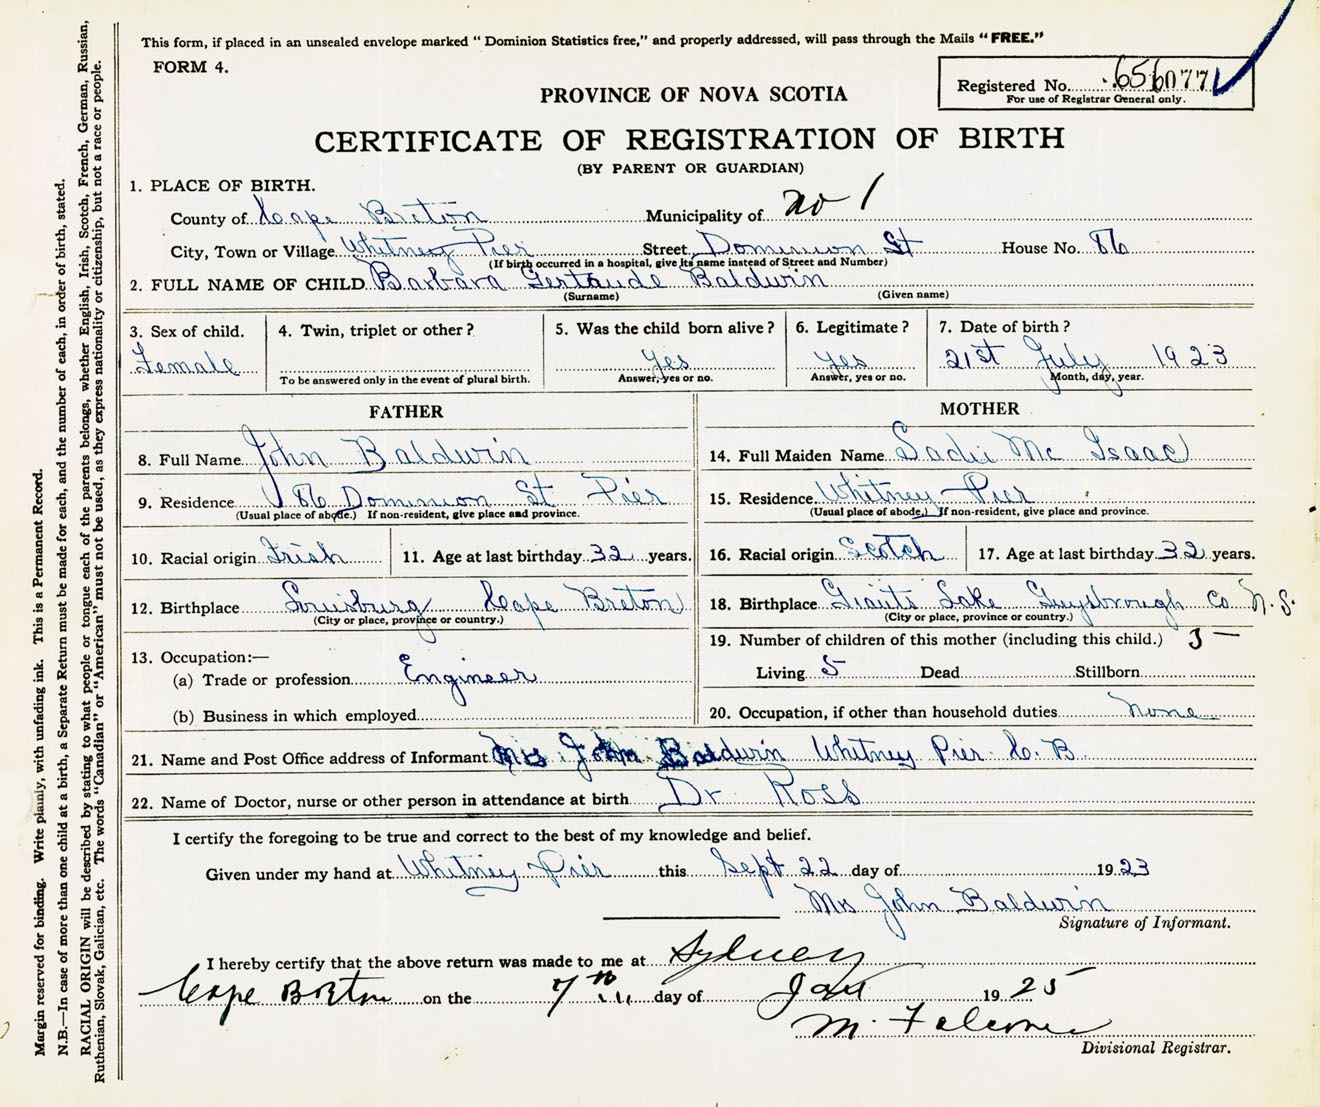 This form, if placed in an unsealed envelope marked "Dominion Statistics free," and properly addressed, will pass through the Mails "FREE."
FORM 4.
Registered No. 656077
For use of Registrar General only.
PROVINCE OF NOVA SCOTIA
CERTIFICATE OF REGISTRATION OF BIRTH
(BY PARENT OR GUARDIAN)
1. PLACE OF BIRTH.
County of Cape Breton Municipality of No 1
City, Town or Village Whitney Pier Street Dominion St House No. 86
(If birth occurred in a hospital, give its name instead of Street and Number)
2. FULL NAME OF CHILD Barbara Gertrude Baldwin
(Surname) (Given name)
3. Sex of child. 4. Twin, triplet or other? 5. Was the child born alive? 6. Legitimate? 7. Date of birth?
Female Yes Yes 21st July 1923
To be answered only in the event of plural birth. Answer, yes or no. Answer, yes or no. Month, day, year.
FATHER
8. Full Name John Baldwin
9. Residence 86 Dominion St Pier
(Usual place of abode.) If non-resident, give place and province.
10. Racial origin Irish 11. Age at last birthday 32 years.
12. Birthplace Louisburg Cape Breton
(City or place, province or country.)
13. Occupation:—
(a) Trade or profession Engineer
(b) Business in which employed
MOTHER
14. Full Maiden Name Sadie Mc Isaac
15. Residence Whitney Pier
(Usual place of abode.) If non-resident, give place and province.
16. Racial origin Scotch 17. Age at last birthday 32 years.
18. Birthplace Giants Lake Guysbrough Co N.S.
(City or place, province or country.)
19. Number of children of this mother (including this child.) 5 —
Living 5 Dead Stillborn
20. Occupation, if other than household duties None
21. Name and Post Office address of Informant Mrs John Baldwin Whitney Pier C. B.
22. Name of Doctor, nurse or other person in attendance at birth Dr Ross
I certify the foregoing to be true and correct to the best of my knowledge and belief.
Given under my hand at Whitney Pier this Sept 22 day of 1923
Mrs John Baldwin
Signature of Informant.
I hereby certify that the above return was made to me at Sydney
Cape Breton on the 7th day of Jan 1925
M. Falconer
Divisional Registrar.
Margin reserved for binding. Write plainly, with unfading ink. This is a Permanent Record.
N.B.—In case of more than one child at a birth, a Separate Return must be made for each, and the number of each, in order of birth, stated.
RACIAL ORIGIN will be described by stating to what people or tongue each of the parents belongs, whether English, Irish, Scotch, French, German, Russian,
Ruthenian, Slovak, Galician, etc. The words "Canadian" or "American" must not be used, as they express nationality or citizenship, but not a race or people.